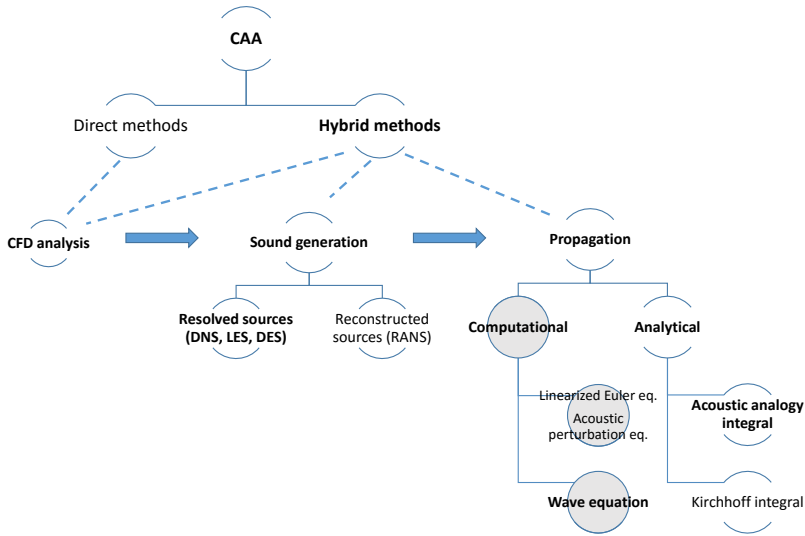 CAA
Direct methods
Hybrid methods
CFD analysis
Sound generation
Propagation
Resolved sources
(DNS, LES, DES)
Reconstructed
sources (RANS)
Computational
Analytical
Linearized Euler eq.
Acoustic
perturbation eq.
Acoustic analogy
integral
Wave equation
Kirchhoff integral